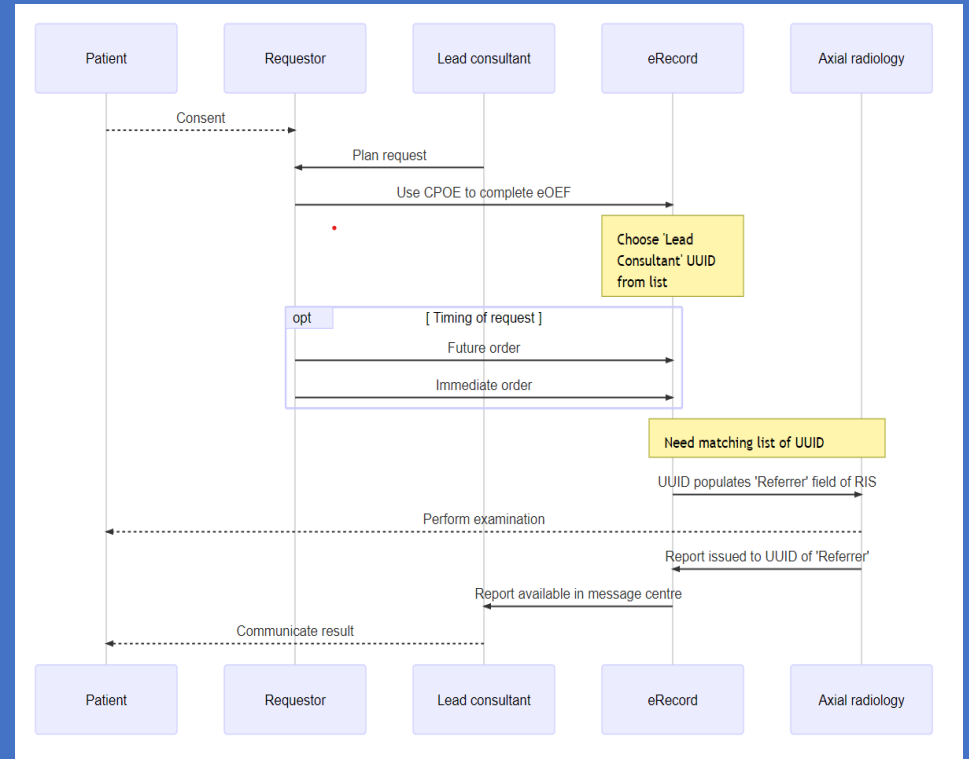 Patient
Requestor
Lead consultant
eRecord
Axial radiology
Consent
Plan request
Use CPOE to complete eOEF
Choose 'Lead
Consultant' UUID
from list
opt
[ Timing of request ]
Future order
Immediate order
Need matching list of UUID
UUID populates 'Referrer' field of RIS
Perform examination
Report issued to UUID of 'Referrer'
Report available in message centre
Communicate result
Patient
Requestor
Lead consultant
eRecord
Axial radiology